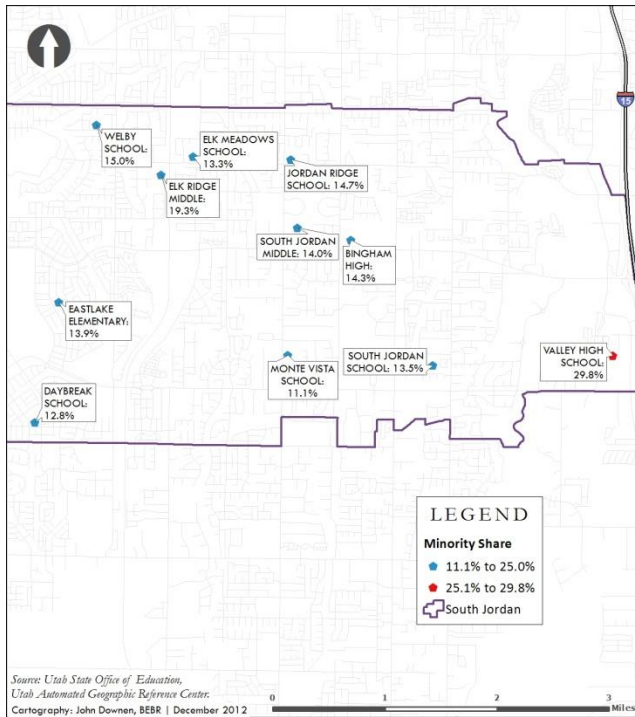 15
WELBY
SCHOOL:
15.0%
ELK MEADOWS
SCHOOL:
13.3%
JORDAN RIDGE
SCHOOL: 14.7%
ELK RIDGE
MIDDLE:
19.3%
SOUTH JORDAN
MIDDLE: 14.0%
BINGHAM
HIGH:
14.3%
EASTLAKE
ELEMENTARY:
13.9%
MONTE VISTA
SCHOOL:
11.1%
SOUTH JORDAN
SCHOOL: 13.5%
VALLEY HIGH
SCHOOL:
29.8%
DAYBREAK
SCHOOL:
12.8%
LEGEND
Minority Share
11.1% to 25.0%
25.1% to 29.8%
South Jordan
Source: Utah State Office of Education,
Utah Automated Geographic Reference Center.
Cartography: John Downen, BEBR | December 2012
0 1 2 3
Miles